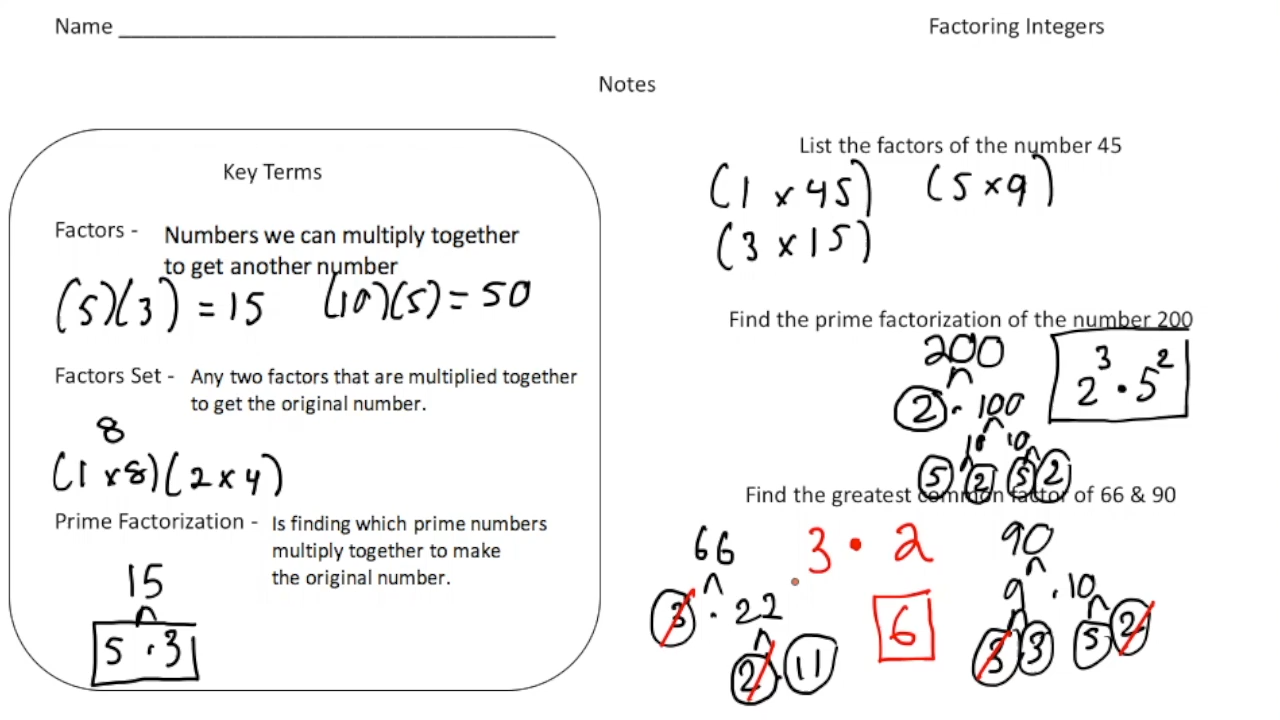 Name
Factoring Integers
Notes
Key Terms
Factors - Numbers we can multiply together
to get another number
(5)(3) = 15 (10)(5) = 50
Factors Set - Any two factors that are multiplied together
to get the original number.
8
(1 x 8)(2 x 4)
Prime Factorization - Is finding which prime numbers
multiply together to make
the original number.
15
5 · 3
List the factors of the number 45
(1 x 45) (5 x 9)
(3 x 15)
Find the prime factorization of the number 200
200
2 · 100
10 10
5 2 5 2
2³ · 5²
Find the greatest common factor of 66 & 90
66
3 · 22
2 11
3 · 2
6
90
9 · 10
3 3 5 2